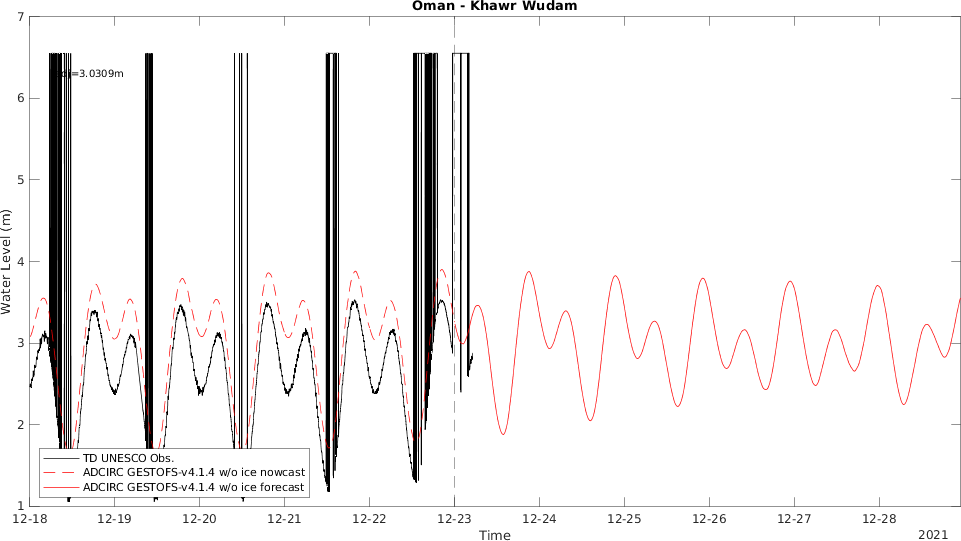 Oman - Khawr Wudam
7
6
5
4
3
2
1
Water Level (m)
=3.0309m
TD UNESCO Obs.
ADCIRC GESTOFS-v4.1.4 w/o ice nowcast
ADCIRC GESTOFS-v4.1.4 w/o ice forecast
12-18 12-19 12-20 12-21 12-22 12-23 12-24 12-25 12-26 12-27 12-28
Time
2021